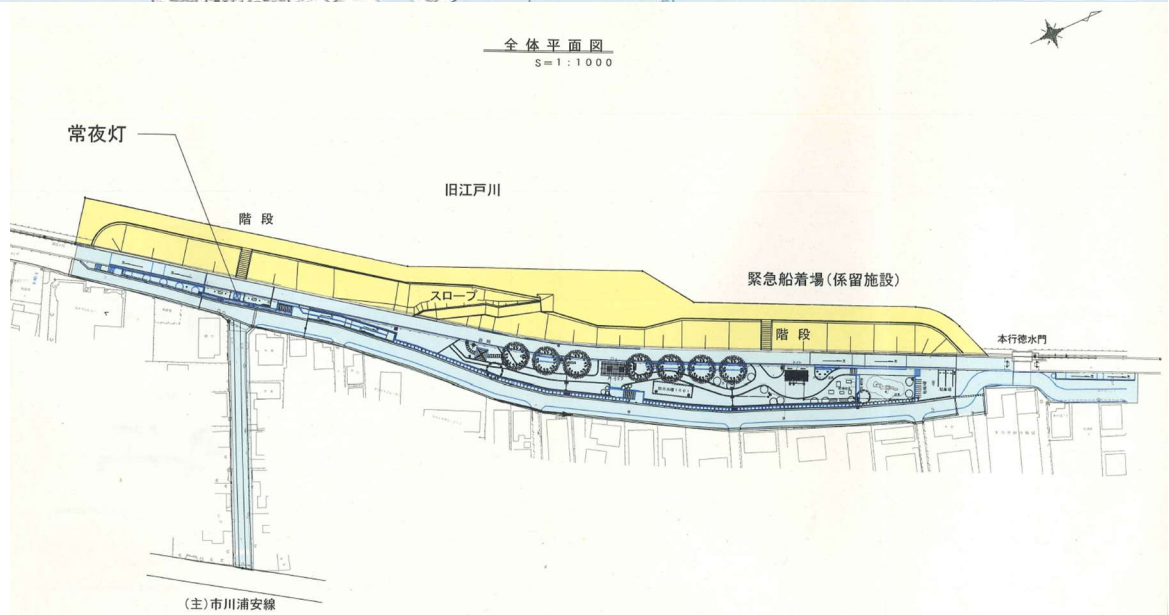 全体平面図
S=1:1000
常夜灯
旧江戸川
階段
緊急船着場(係留施設)
スロープ
階段
本行徳水門
(主)市川浦安線